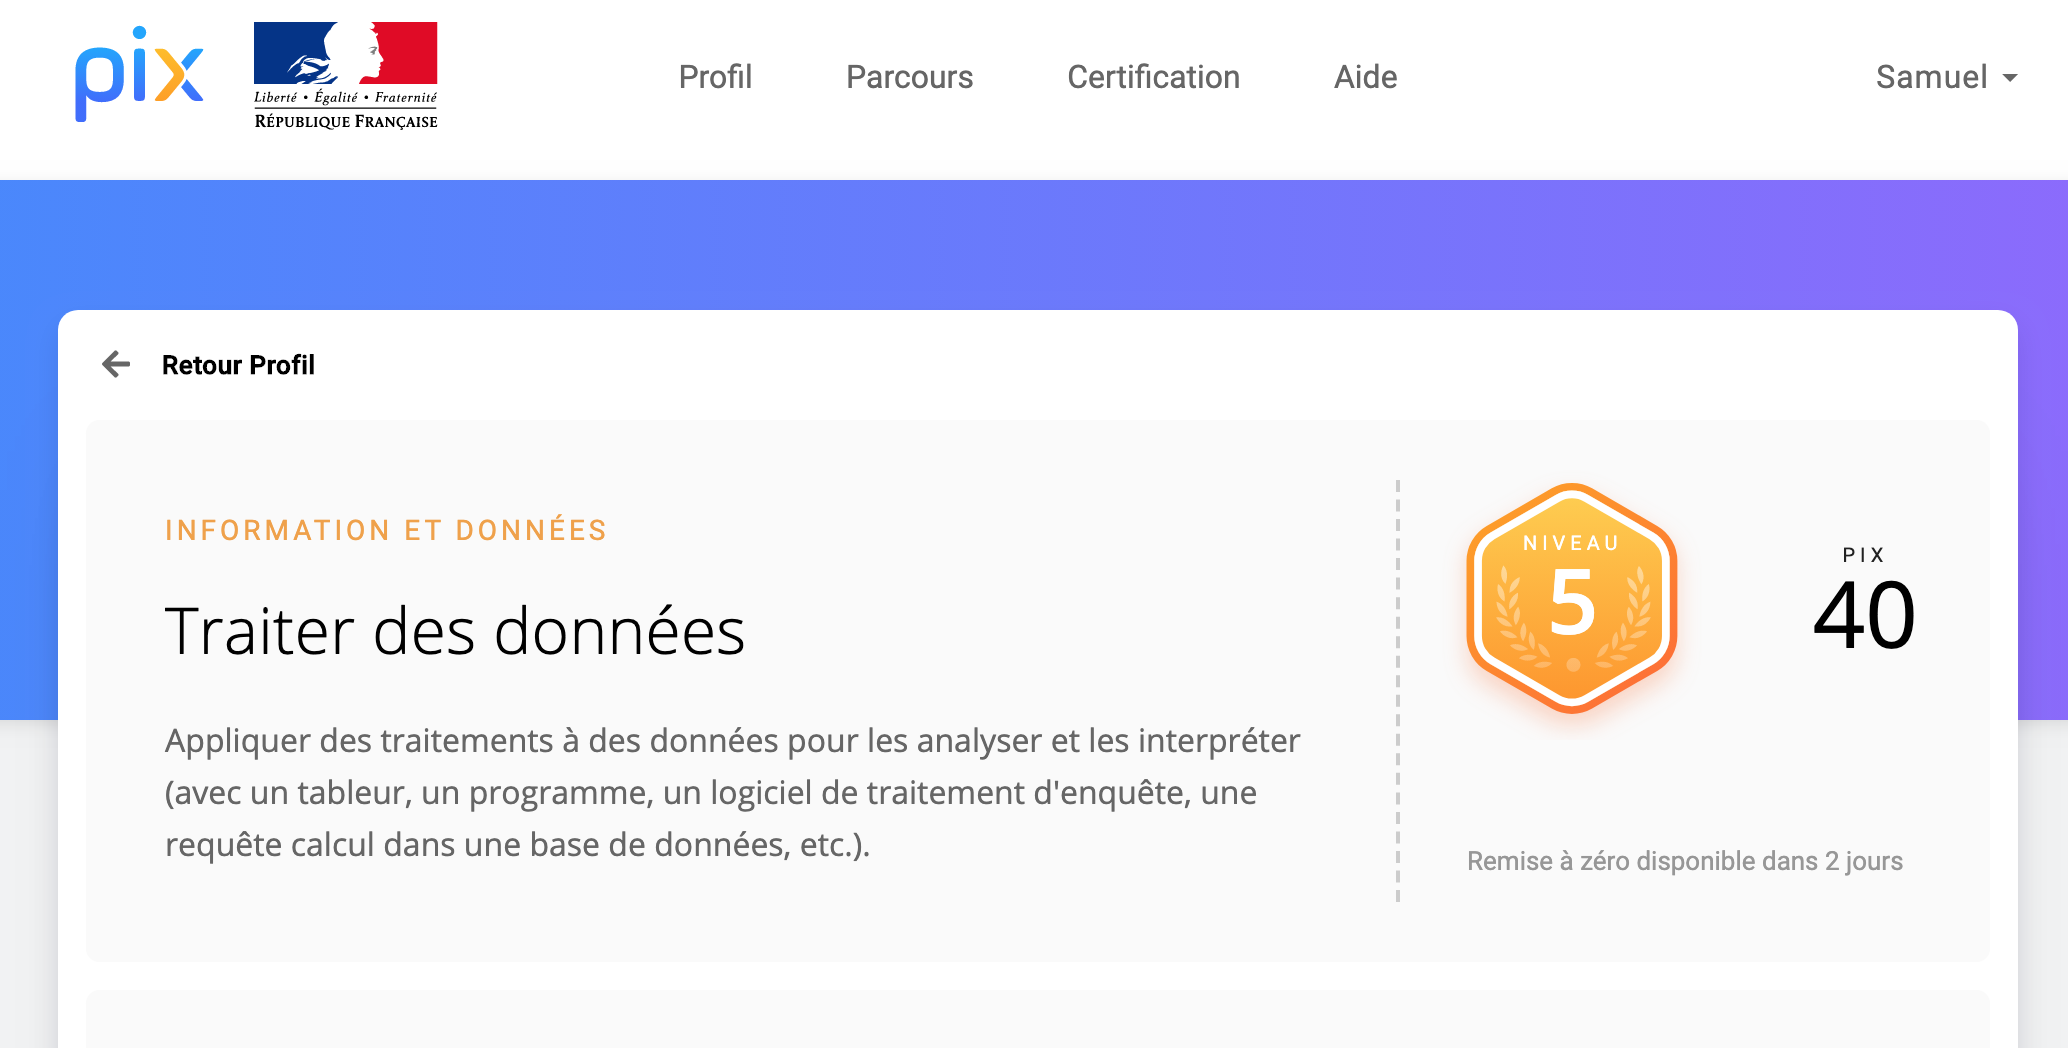 pix
Liberté • Égalité • Fraternité
RÉPUBLIQUE FRANÇAISE
Profil
Parcours
Certification
Aide
Samuel
Retour Profil
INFORMATION ET DONNÉES
Traiter des données
Appliquer des traitements à des données pour les analyser et les interpréter
(avec un tableur, un programme, un logiciel de traitement d'enquête, une
requête calcul dans une base de données, etc.).
NIVEAU
5
PIX
40
Remise à zéro disponible dans 2 jours